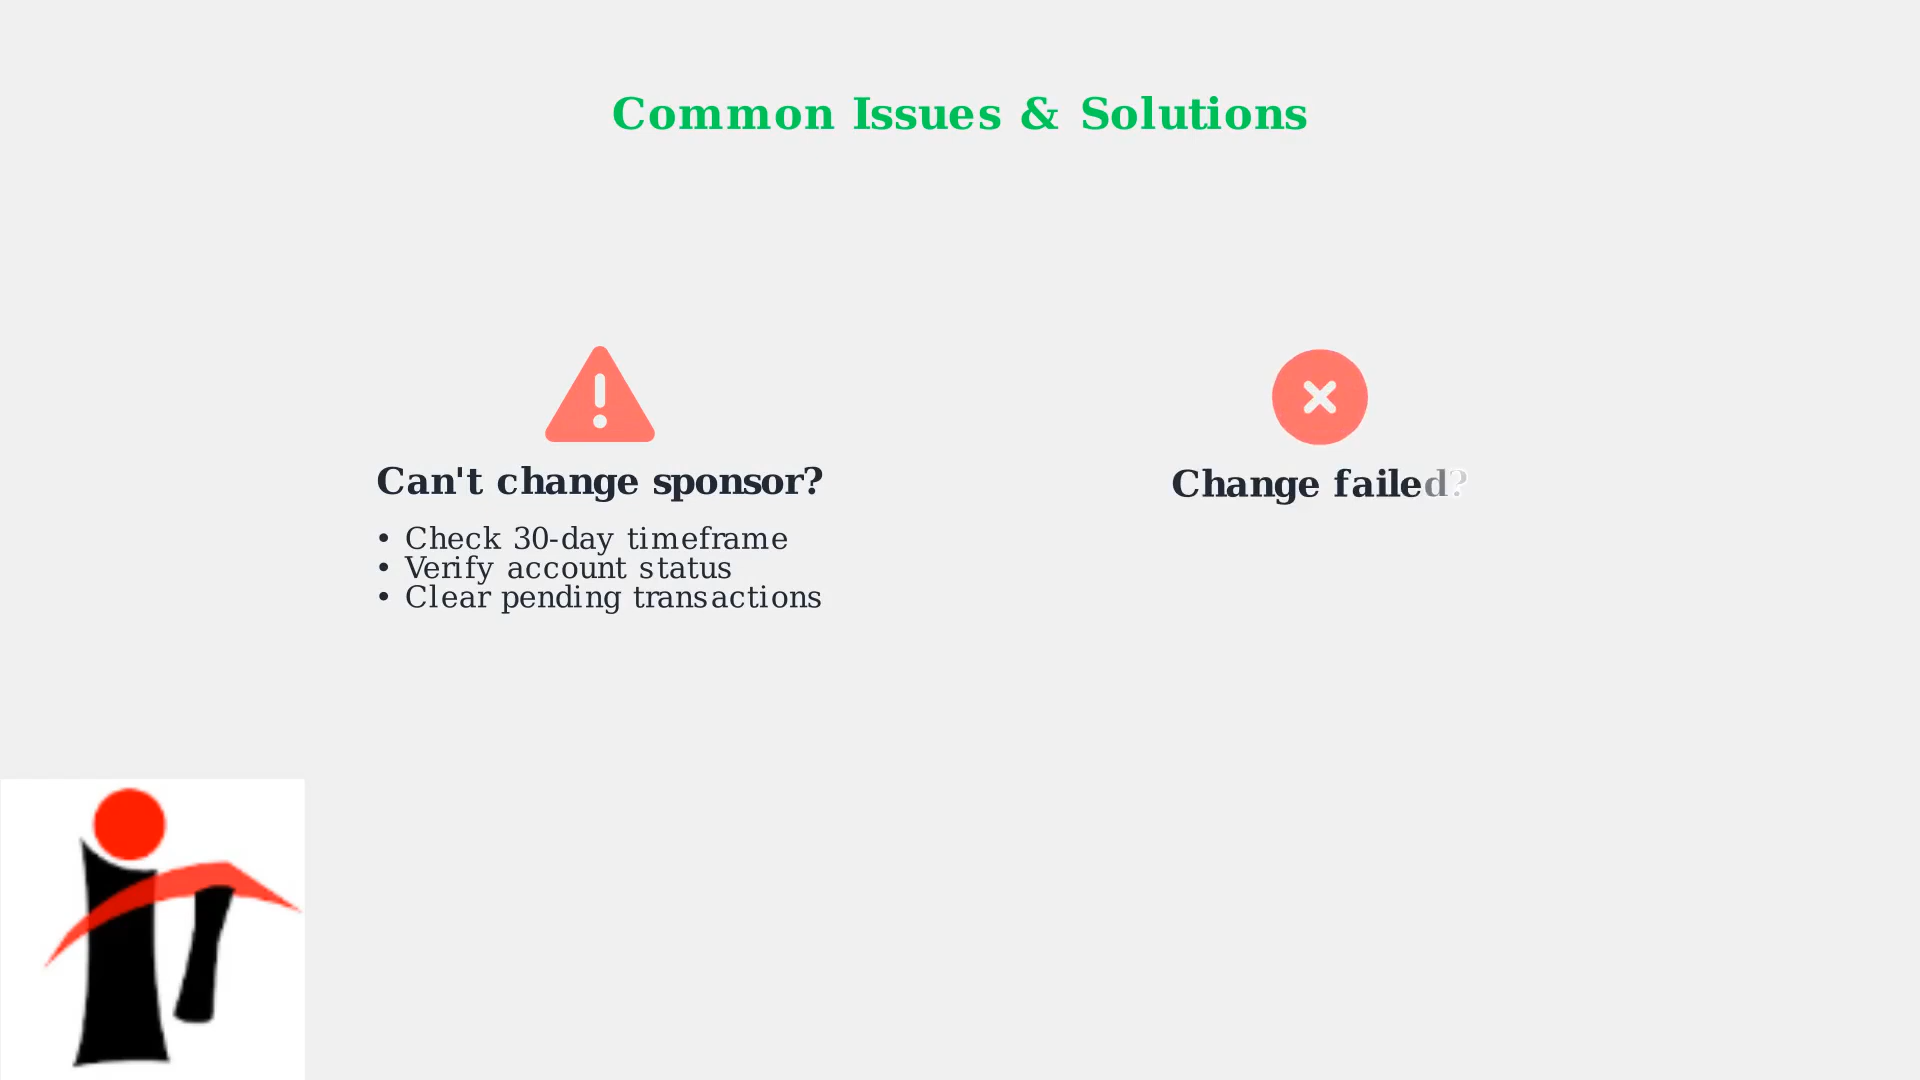 Common Issues & Solutions
Can't change sponsor?
• Check 30-day timeframe
• Verify account status
• Clear pending transactions
Change failed?